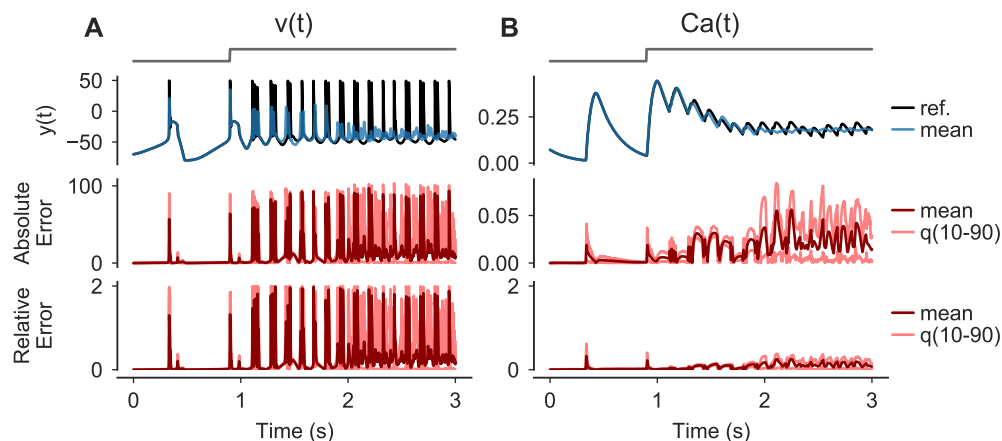 A
v(t)
B
Ca(t)
y(t)
50
0
−50
0.25
0.00
ref.
mean
Absolute
Error
100
0
0.05
0.00
mean
q(10-90)
Relative
Error
2
0
2
0
mean
q(10-90)
0 1 2 3
0 1 2 3
Time (s)
Time (s)